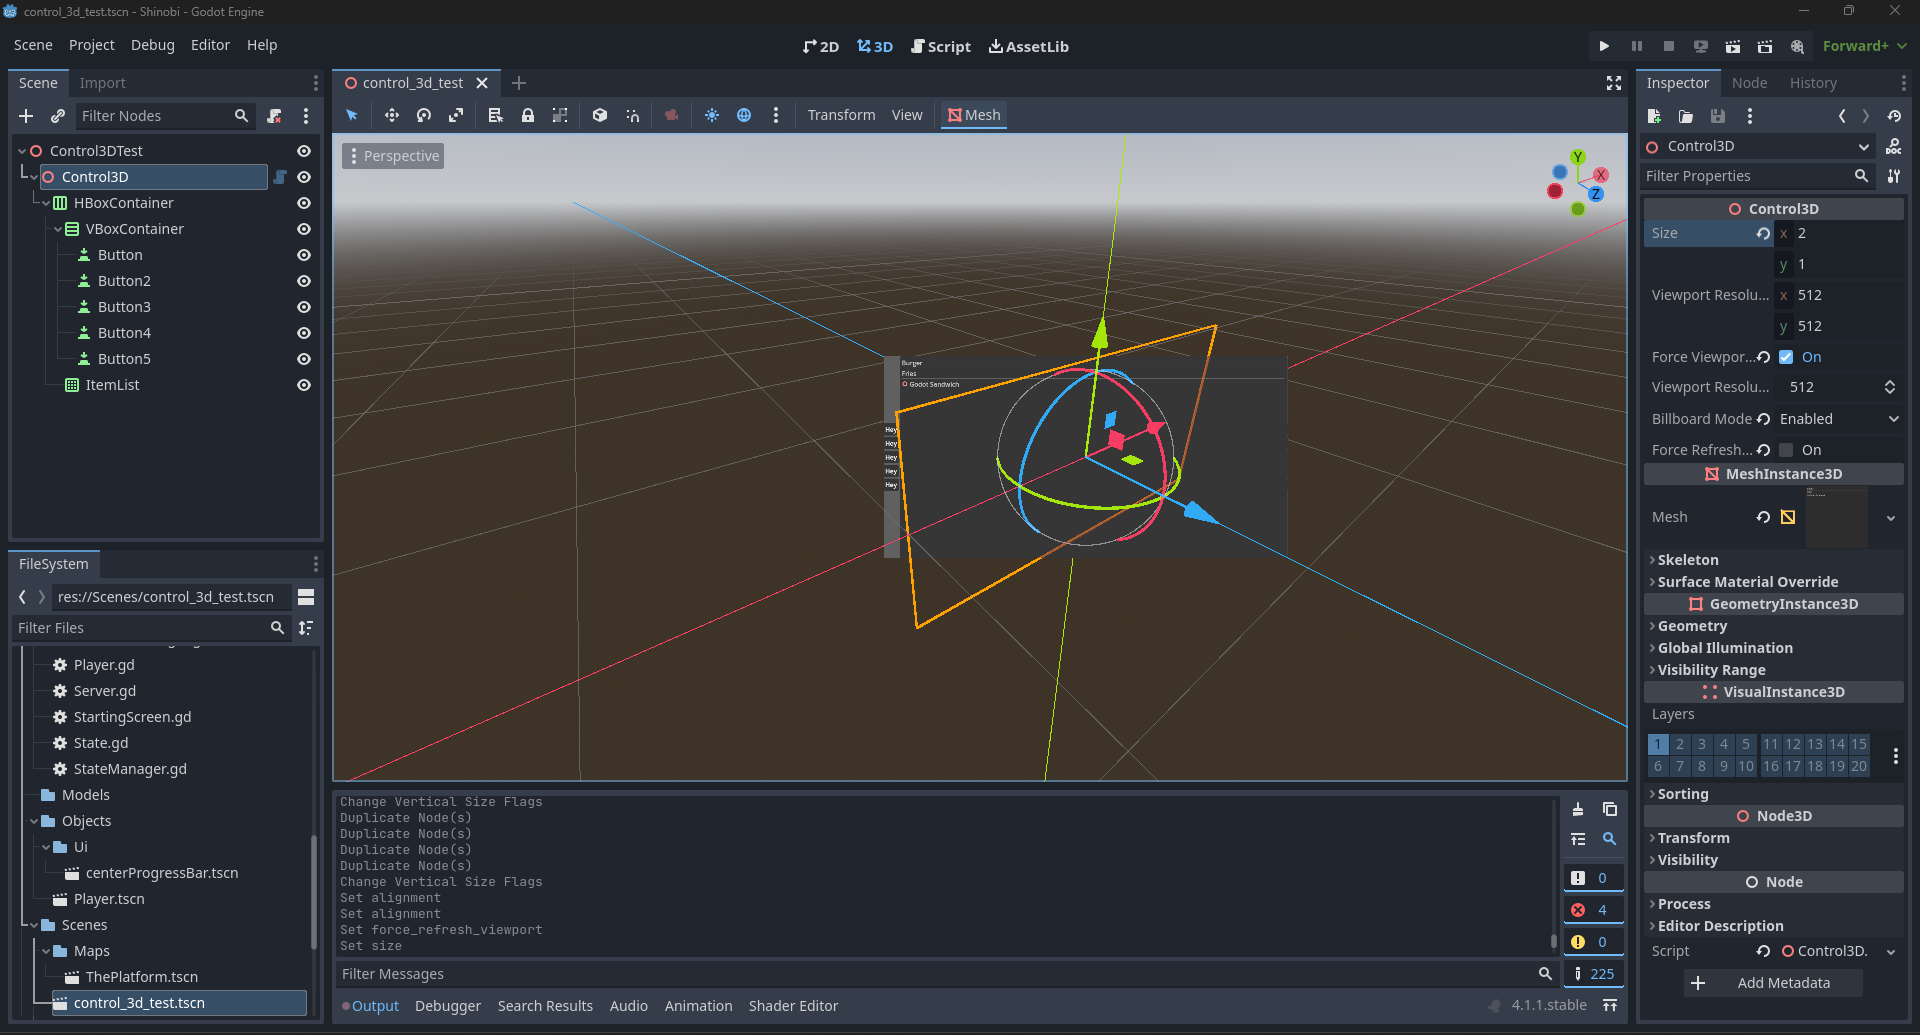 control_3d_test.tscn - Shinobi - Godot Engine
Scene Project Debug Editor Help
2D 3D Script AssetLib
Forward+
Scene Import
Filter Nodes
Control3DTest
Control3D
HBoxContainer
VBoxContainer
Button
Button2
Button3
Button4
Button5
ItemList
FileSystem
res://Scenes/control_3d_test.tscn
Filter Files
Player.gd
Server.gd
StartingScreen.gd
State.gd
StateManager.gd
Models
Objects
Ui
centerProgressBar.tscn
Player.tscn
Scenes
Maps
ThePlatform.tscn
control_3d_test.tscn
control_3d_test
Transform View Mesh
Perspective
Y
X
Z
Burger
Fries
Godot Sandwich
Hey
Hey
Hey
Hey
Hey
Change Vertical Size Flags
Duplicate Node(s)
Duplicate Node(s)
Duplicate Node(s)
Duplicate Node(s)
Change Vertical Size Flags
Set alignment
Set alignment
Set force_refresh_viewport
Set size
Filter Messages
0
4
0
225
Output Debugger Search Results Audio Animation Shader Editor
4.1.1.stable
Inspector Node History
Control3D
DOC
Filter Properties
Control3D
Size x 2
y 1
Viewport Resolu... x 512
y 512
Force Viewpor... On
Viewport Resolu... 512
Billboard Mode Enabled
Force Refresh... On
MeshInstance3D
Mesh
Skeleton
Surface Material Override
GeometryInstance3D
Geometry
Global Illumination
Visibility Range
VisualInstance3D
Layers
1 2 3 4 5 11 12 13 14 15
6 7 8 9 10 16 17 18 19 20
Sorting
Node3D
Transform
Visibility
Node
Process
Editor Description
Script Control3D.
Add Metadata